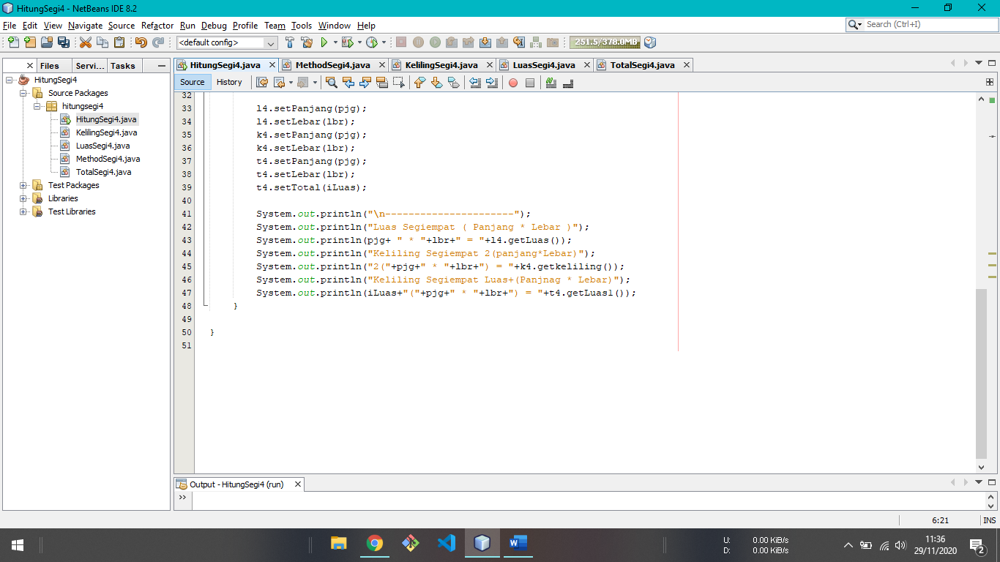 HitungSegi4 - NetBeans IDE 8.2
File Edit View Navigate Source Refactor Run Debug Profile Team Tools Window Help
Search (Ctrl+I)
<default config>
251.5/378.0MB
Files Servi... Tasks
HitungSegi4.java MethodSegi4.java KelilingSegi4.java LuasSegi4.java TotalSegi4.java
Source History
HitungSegi4
Source Packages
hitungsegi4
HitungSegi4.java
KelilingSegi4.java
LuasSegi4.java
MethodSegi4.java
TotalSegi4.java
Test Packages
Libraries
Test Libraries
32
33 l4.setPanjang(pjg);
34 l4.setLebar(lbr);
35 k4.setPanjang(pjg);
36 k4.setLebar(lbr);
37 t4.setPanjang(pjg);
38 t4.setLebar(lbr);
39 t4.setTotal(iLuas);
40
41 System.out.println("\n----------------------");
42 System.out.println("Luas Segiempat ( Panjang * Lebar )");
43 System.out.println(pjg+ " * "+lbr+" = "+l4.getLuas());
44 System.out.println("Keliling Segiempat 2(panjang*Lebar)");
45 System.out.println("2("+pjg+" * "+lbr+") = "+k4.getkeliling());
46 System.out.println("Keliling Segiempat Luas+(Panjnag * Lebar)");
47 System.out.println(iLuas+"("+pjg+" * "+lbr+") = "+t4.getLuas1());
48 }
49
50 }
51
Output - HitungSegi4 (run)
6:21 INS
U: 0.00 KiB/s
D: 0.00 KiB/s
11:36
29/11/2020
2